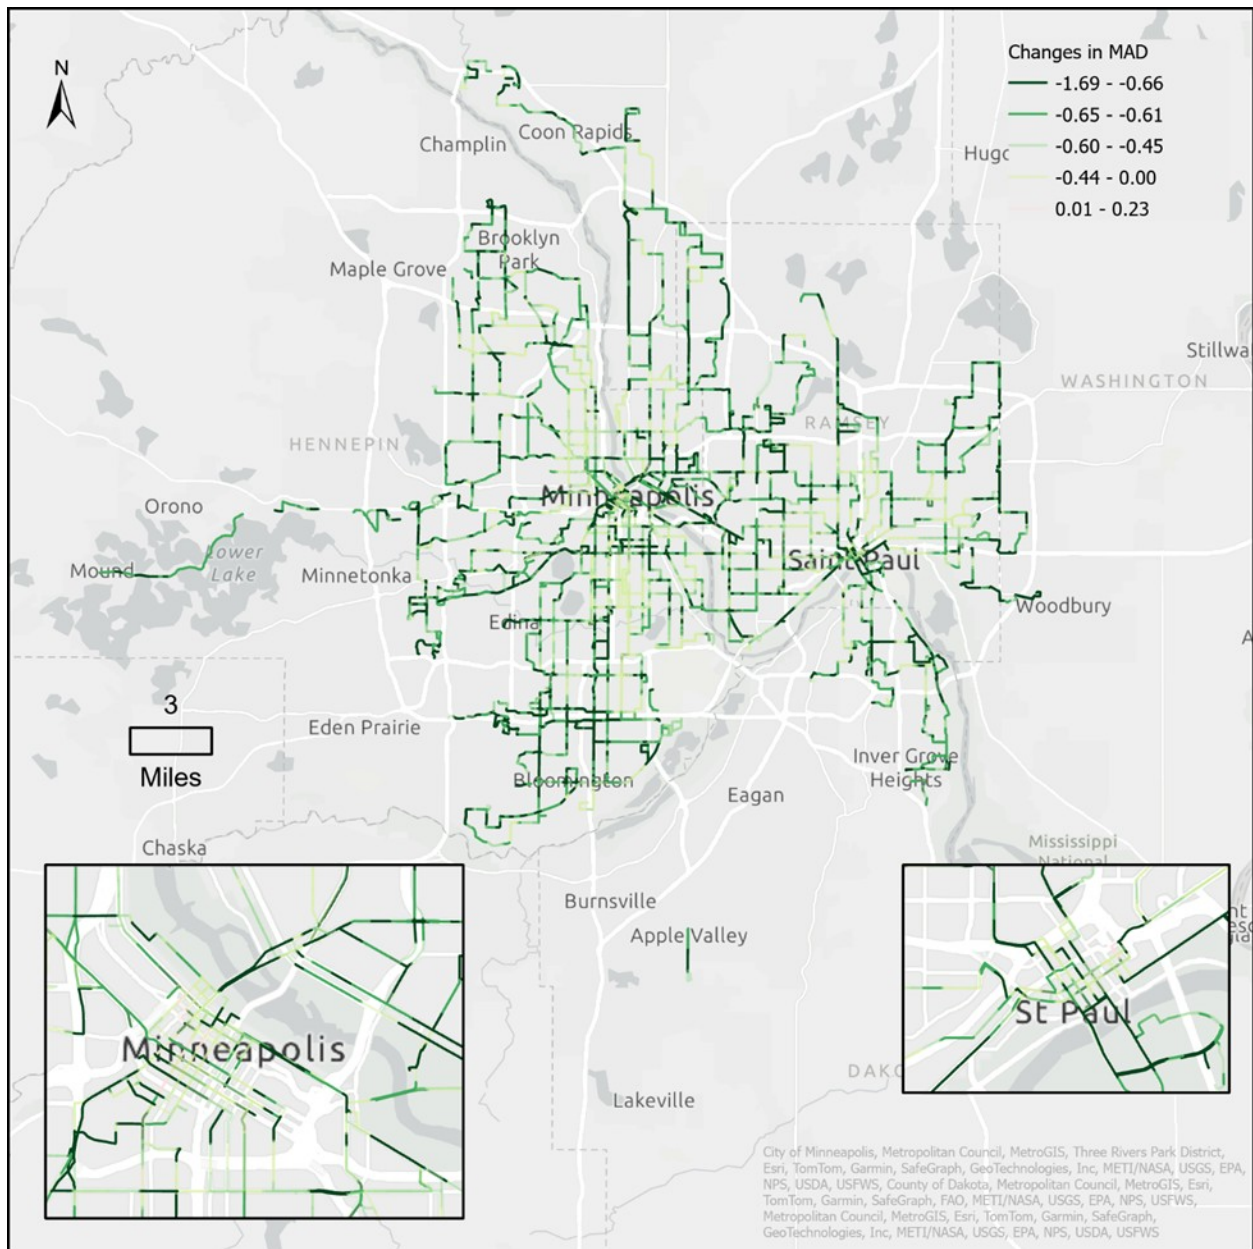 N
Changes in MAD
-1.69 - -0.66
-0.65 - -0.61
-0.60 - -0.45
-0.44 - 0.00
0.01 - 0.23
Champlin
Coon Rapids
Hugo
Brooklyn
Park
Maple Grove
Stillwa
WASHINGTON
RAMSEY
HENNEPIN
Orono
Minneapolis
Lower
Lake
Mound
Minnetonka
Saint Paul
Woodbury
Edina
A
3
Miles
Eden Prairie
Inver Grove
Heights
Bloomington
Eagan
Chaska
Mississippi
National
Burnsville
Apple Valley
Minneapolis
St Paul
DAKO
Lakeville
City of Minneapolis, Metropolitan Council, MetroGIS, Three Rivers Park District,
Esri, TomTom, Garmin, SafeGraph, GeoTechnologies, Inc, METI/NASA, USGS, EPA,
NPS, USDA, USFWS, County of Dakota, Metropolitan Council, MetroGIS, Esri,
TomTom, Garmin, SafeGraph, FAO, METI/NASA, USGS, EPA, NPS, USFWS,
Metropolitan Council, MetroGIS, Esri, TomTom, Garmin, SafeGraph,
GeoTechnologies, Inc, METI/NASA, USGS, EPA, NPS, USDA, USFWS